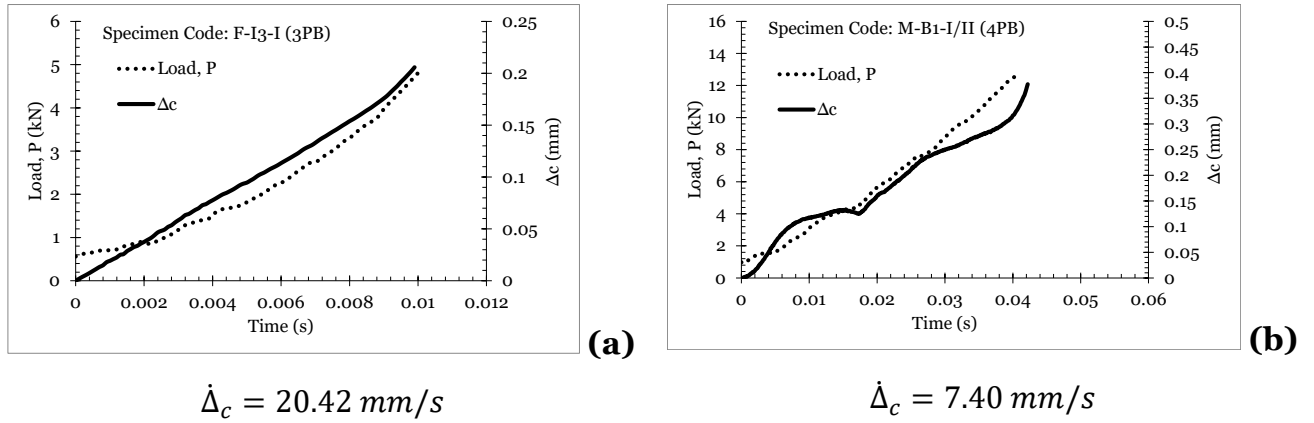 Specimen Code: F-I3-I (3PB)
Load, P
Δc
Load, P (kN)
6
5
4
3
2
1
0
0.25
0.2
0.15
0.1
0.05
0
Δc (mm)
0 0.002 0.004 0.006 0.008 0.01 0.012
Time (s)
(a)
Δ̇c = 20.42 mm/s
Specimen Code: M-B1-I/II (4PB)
Load, P
Δc
Load, P (kN)
16
14
12
10
8
6
4
2
0
0.5
0.45
0.4
0.35
0.3
0.25
0.2
0.15
0.1
0.05
0
Δc (mm)
0 0.01 0.02 0.03 0.04 0.05 0.06
Time (s)
(b)
Δ̇c = 7.40 mm/s